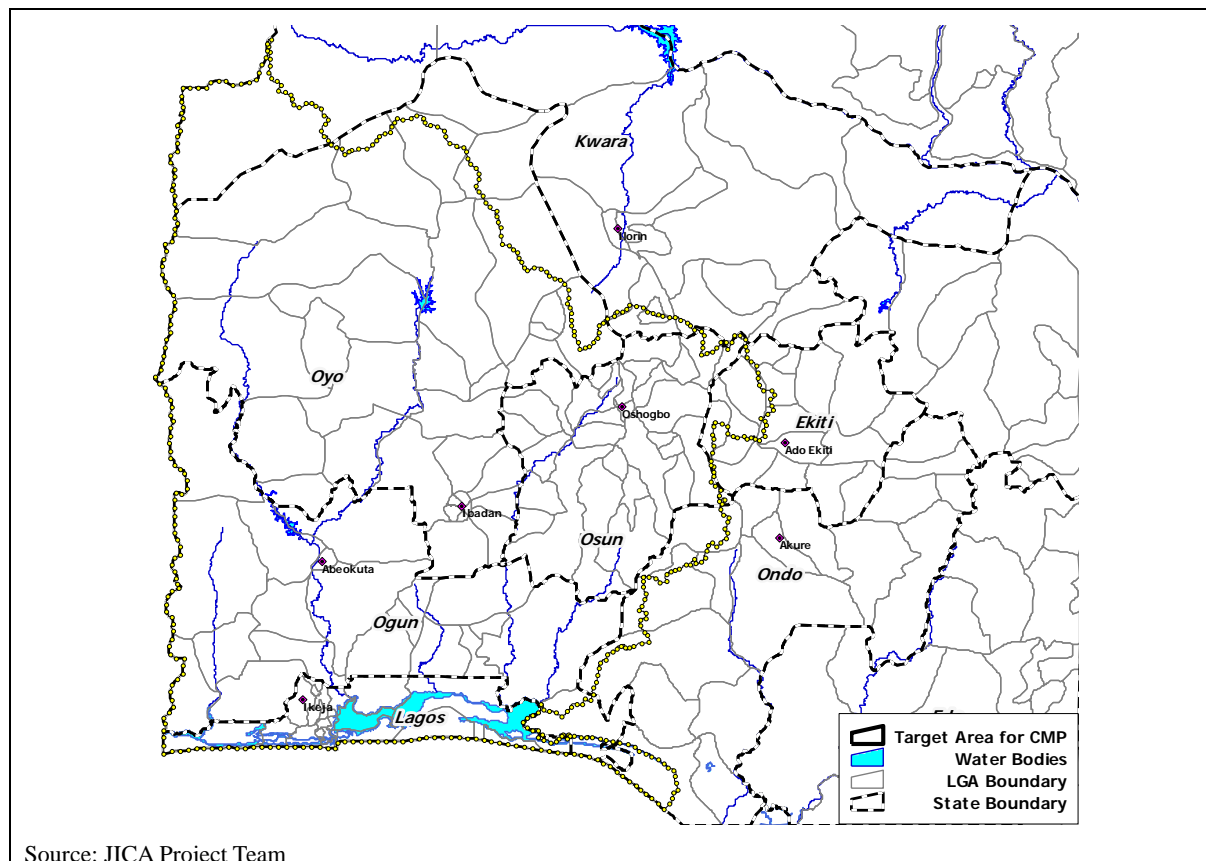 Kwara
Ilorin
Oyo
Oshogbo
Ekiti
Ado Ekiti
Ibadan
Osun
Akure
Abeokuta
Ondo
Ogun
Ikeja
Lagos
Target Area for CMP
Water Bodies
LGA Boundary
State Boundary
Source: JICA Project Team